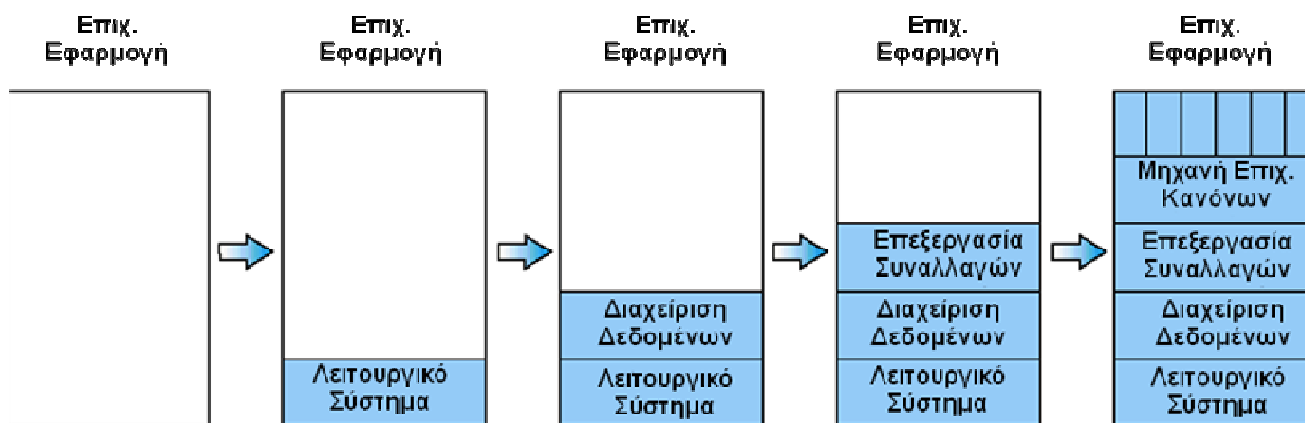 Επιχ.
Εφαρμογή
Επιχ.
Εφαρμογή
Επιχ.
Εφαρμογή
Επιχ.
Εφαρμογή
Επιχ.
Εφαρμογή
Λειτουργικό
Σύστημα
Διαχείριση
Δεδομένων
Λειτουργικό
Σύστημα
Επεξεργασία
Συναλλαγών
Διαχείριση
Δεδομένων
Λειτουργικό
Σύστημα
Μηχανή Επιχ.
Κανόνων
Επεξεργασία
Συναλλαγών
Διαχείριση
Δεδομένων
Λειτουργικό
Σύστημα